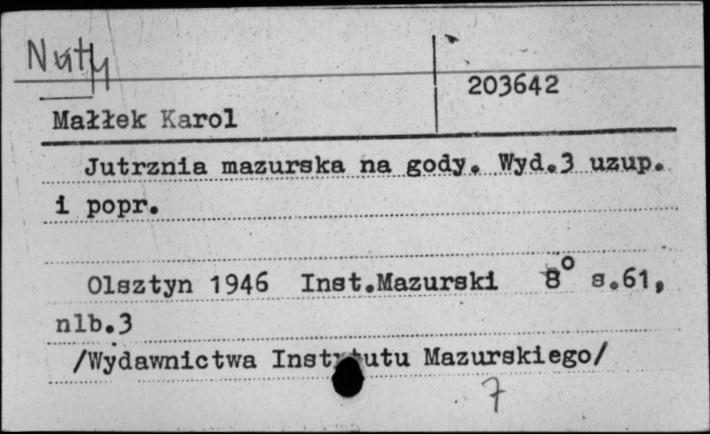 Nuty
203642
Małłek Karol
Jutrznia mazurska na gody. Wyd.3 uzup.
i popr.
Olsztyn 1946 Inst.Mazurski 8° s.61,
nlb.3
/Wydawnictwa Instytutu Mazurskiego/
7